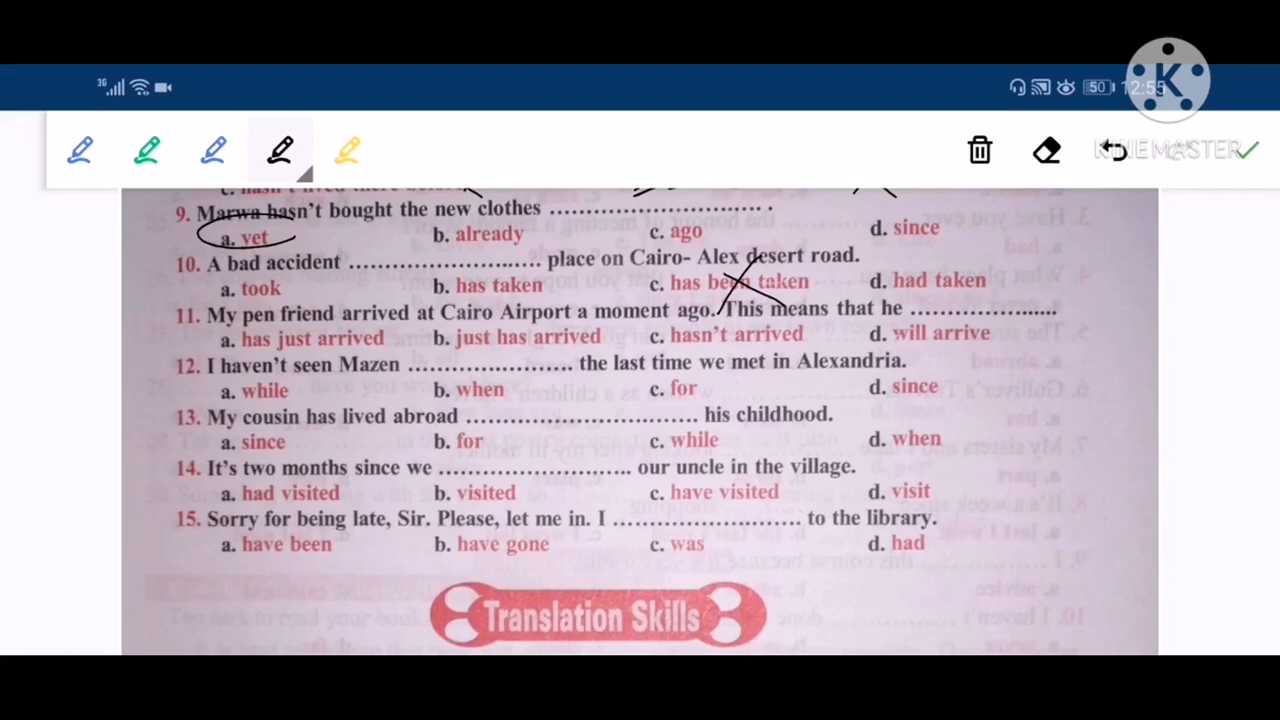 3G
50
12:55
K
KINEMASTER
9. Marwa hasn't bought the new clothes .............................. .
a. yet b. already c. ago d. since
10. A bad accident ........................... place on Cairo- Alex desert road.
a. took b. has taken c. has been taken d. had taken
11. My pen friend arrived at Cairo Airport a moment ago. This means that he ....................
a. has just arrived b. just has arrived c. hasn't arrived d. will arrive
12. I haven't seen Mazen ....................... the last time we met in Alexandria.
a. while b. when c. for d. since
13. My cousin has lived abroad ................................ his childhood.
a. since b. for c. while d. when
14. It's two months since we ........................... our uncle in the village.
a. had visited b. visited c. have visited d. visit
15. Sorry for being late, Sir. Please, let me in. I .......................... to the library.
a. have been b. have gone c. was d. had
Translation Skills